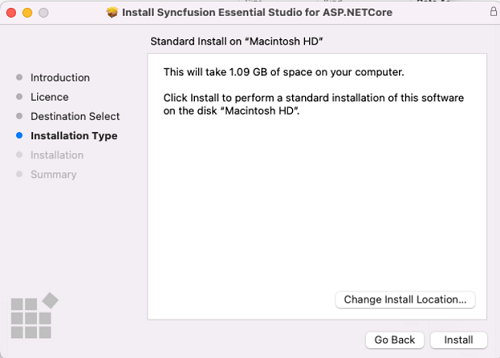 Install Syncfusion Essential Studio for ASP.NETCore
Standard Install on “Macintosh HD”
Introduction
Licence
Destination Select
Installation Type
Installation
Summary
This will take 1.09 GB of space on your computer.
Click Install to perform a standard installation of this software
on the disk “Macintosh HD”.
Change Install Location...
Go Back
Install